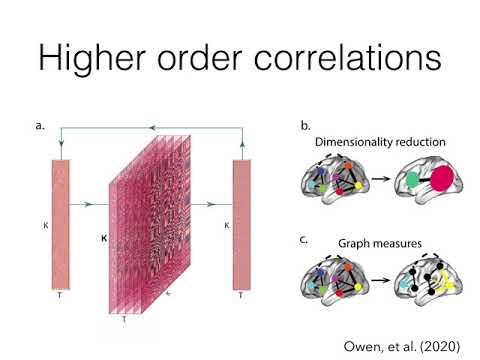 Higher order correlations
a.
K
T
K
T
K
T
b.
Dimensionality reduction
c.
Graph measures
Owen, et al. (2020)